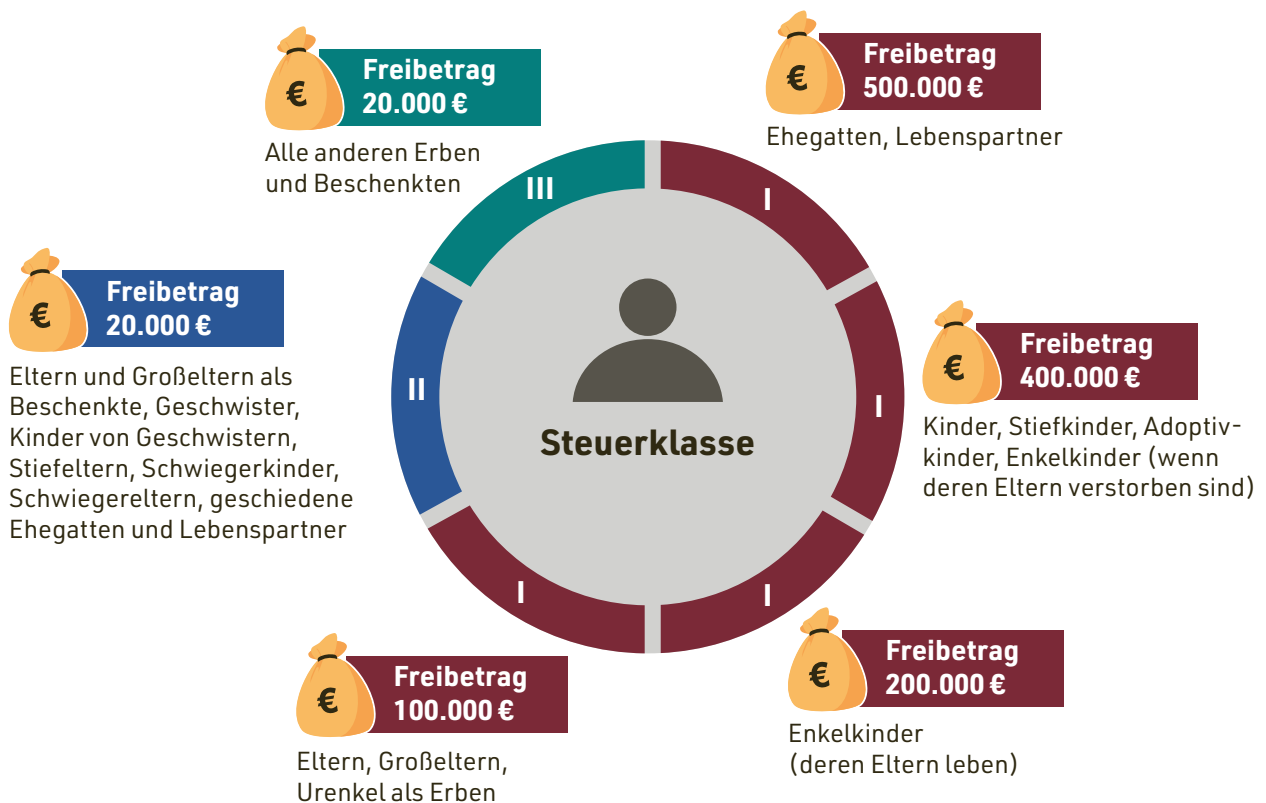 Freibetrag
20.000 €
Alle anderen Erben
und Beschenkten
III
Freibetrag
500.000 €
Ehegatten, Lebenspartner
I
Freibetrag
20.000 €
Eltern und Großeltern als
Beschenkte, Geschwister,
Kinder von Geschwistern,
Stiefeltern, Schwiegerkinder,
Schwiegereltern, geschiedene
Ehegatten und Lebenspartner
II
Steuerklasse
I
Freibetrag
400.000 €
Kinder, Stiefkinder, Adoptiv-
kinder, Enkelkinder (wenn
deren Eltern verstorben sind)
I
Freibetrag
100.000 €
Eltern, Großeltern,
Urenkel als Erben
I
Freibetrag
200.000 €
Enkelkinder
(deren Eltern leben)
€
€
€
€
€
€